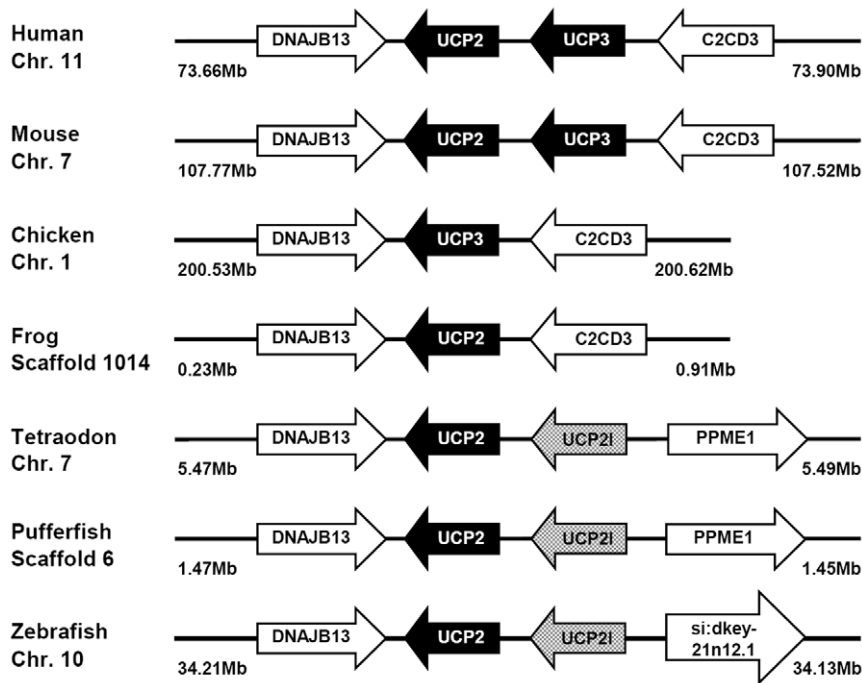 Human
Chr. 11
DNAJB13
UCP2
UCP3
C2CD3
73.66Mb
73.90Mb
Mouse
Chr. 7
DNAJB13
UCP2
UCP3
C2CD3
107.77Mb
107.52Mb
Chicken
Chr. 1
DNAJB13
UCP3
C2CD3
200.53Mb
200.62Mb
Frog
Scaffold 1014
DNAJB13
UCP2
C2CD3
0.23Mb
0.91Mb
Tetraodon
Chr. 7
DNAJB13
UCP2
UCP2l
PPME1
5.47Mb
5.49Mb
Pufferfish
Scaffold 6
DNAJB13
UCP2
UCP2l
PPME1
1.47Mb
1.45Mb
Zebrafish
Chr. 10
DNAJB13
UCP2
UCP2l
si:dkey-
21n12.1
34.21Mb
34.13Mb